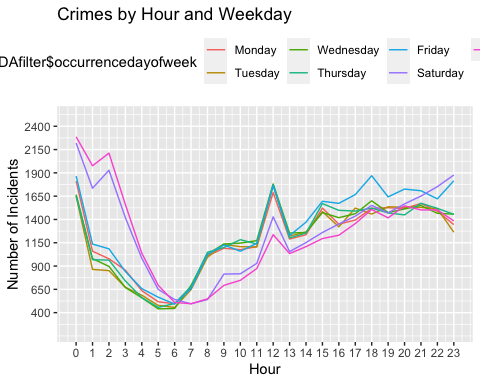 Crimes by Hour and Weekday
DAfilter$occurrencedayofweek
Monday Wednesday Friday
Tuesday Thursday Saturday
Number of Incidents
2400
2150
1900
1650
1400
1150
900
650
400
0 1 2 3 4 5 6 7 8 9 10 11 12 13 14 15 16 17 18 19 20 21 22 23
Hour